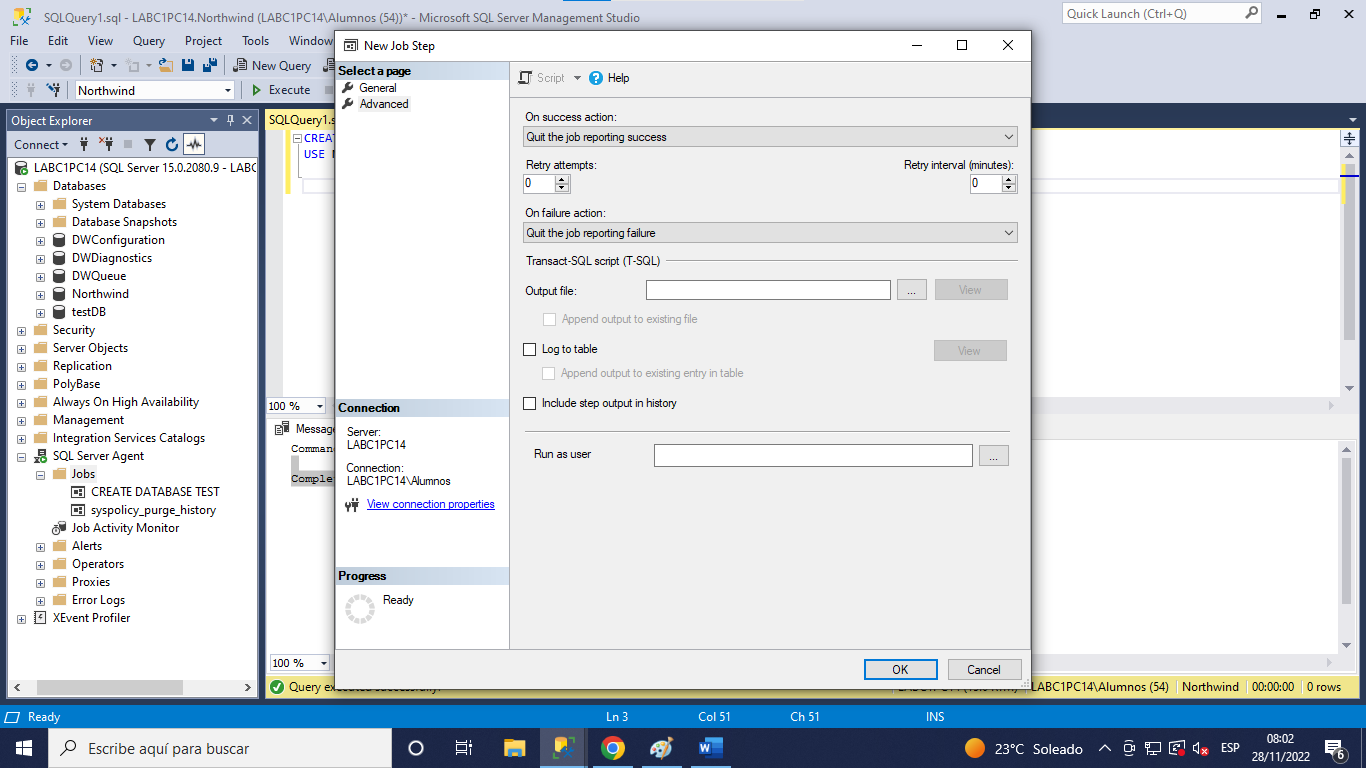 SQLQuery1.sql - LABC1PC14.Northwind (LABC1PC14\Alumnos (54))* - Microsoft SQL Server Management Studio
Quick Launch (Ctrl+Q)
File Edit View Query Project Tools Window
New Query
Northwind
Execute
Object Explorer
Connect
LABC1PC14 (SQL Server 15.0.2080.9 - LABC
Databases
System Databases
Database Snapshots
DWConfiguration
DWDiagnostics
DWQueue
Northwind
testDB
Security
Server Objects
Replication
PolyBase
Always On High Availability
Management
Integration Services Catalogs
SQL Server Agent
Jobs
CREATE DATABASE TEST
syspolicy_purge_history
Job Activity Monitor
Alerts
Operators
Proxies
Error Logs
XEvent Profiler
SQLQuery1.s
CREA
USE
100 %
Messag
Comman
Comple
100 %
New Job Step
Select a page
General
Advanced
Connection
Server:
LABC1PC14
Connection:
LABC1PC14\Alumnos
View connection properties
Progress
Ready
Script Help
On success action:
Quit the job reporting success
Retry attempts: Retry interval (minutes):
0 0
On failure action:
Quit the job reporting failure
Transact-SQL script (T-SQL)
Output file: ... View
Append output to existing file
Log to table View
Append output to existing entry in table
Include step output in history
Run as user ...
OK Cancel
Query executed successfully. LABC1PC14\Alumnos (54) Northwind 00:00:00 0 rows
Ready Ln 3 Col 51 Ch 51 INS
Escribe aquí para buscar
23°C Soleado
ESP
08:02
28/11/2022
6